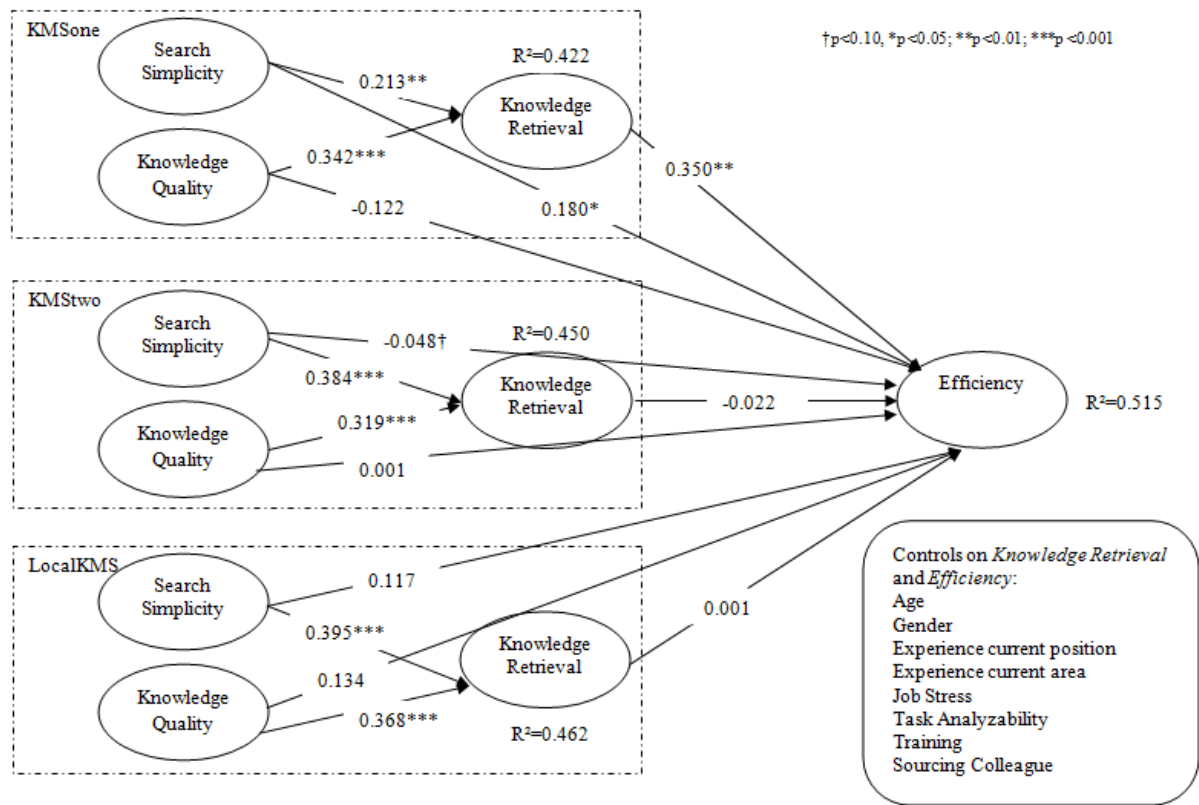 KMSone
Search
Simplicity
Knowledge
Quality
0.213**
0.342***
-0.122
0.180*
R²=0.422
Knowledge
Retrieval
0.350**
†p<0.10, *p<0.05; **p<0.01; ***p<0.001
KMStwo
Search
Simplicity
Knowledge
Quality
-0.048†
0.384***
0.319***
0.001
R²=0.450
Knowledge
Retrieval
-0.022
Efficiency
R²=0.515
LocalKMS
Search
Simplicity
Knowledge
Quality
0.117
0.395***
0.134
0.368***
Knowledge
Retrieval
R²=0.462
0.001
Controls on Knowledge Retrieval
and Efficiency:
Age
Gender
Experience current position
Experience current area
Job Stress
Task Analyzability
Training
Sourcing Colleague